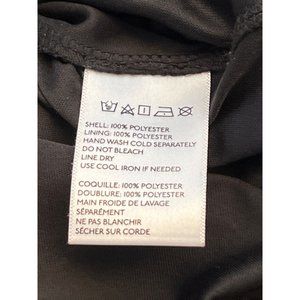 SHELL: 100% POLYESTER
LINING: 100% POLYESTER
HAND WASH COLD SEPARATELY
DO NOT BLEACH
LINE DRY
USE COOL IRON IF NEEDED
COQUILLE: 100% POLYESTER
DOUBLURE: 100% POLYESTER
MAIN FROIDE DE LAVAGE
SÉPARÉMENT
NE PAS BLANCHIR
SÉCHER SUR CORDE